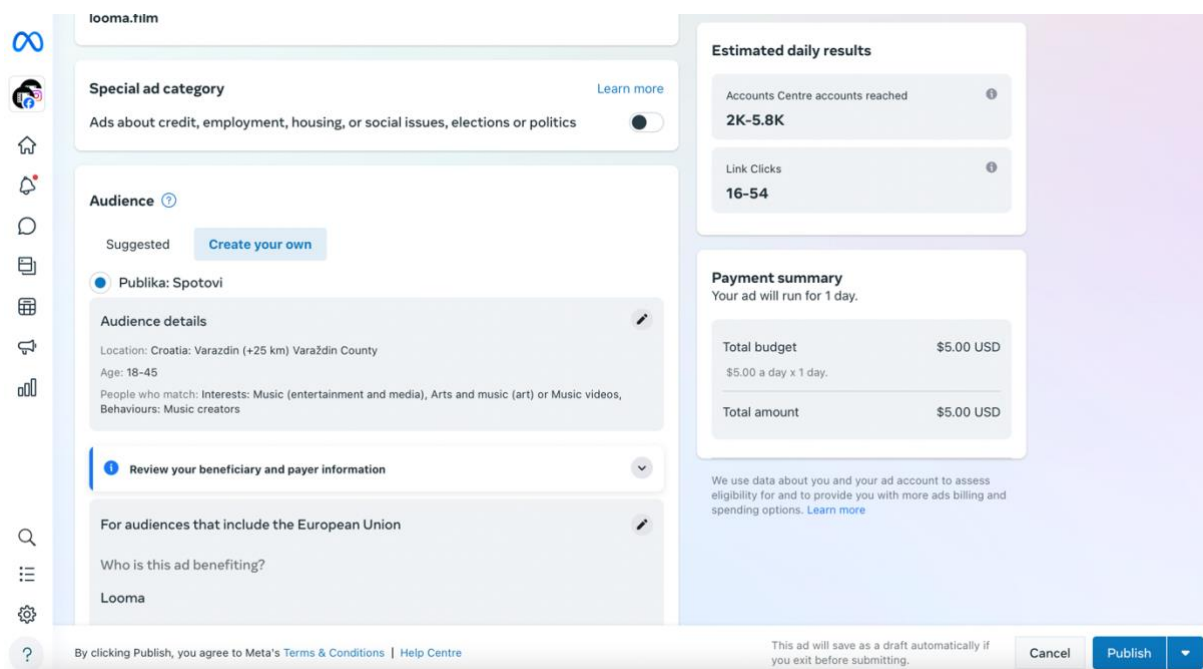 looma.film
Special ad category
Learn more
Ads about credit, employment, housing, or social issues, elections or politics
Audience
Suggested
Create your own
Publika: Spotovi
Audience details
Location: Croatia: Varazdin (+25 km) Varaždin County
Age: 18-45
People who match: Interests: Music (entertainment and media), Arts and music (art) or Music videos,
Behaviours: Music creators
Review your beneficiary and payer information
For audiences that include the European Union
Who is this ad benefiting?
Looma
Estimated daily results
Accounts Centre accounts reached
2K-5.8K
Link Clicks
16-54
Payment summary
Your ad will run for 1 day.
Total budget
$5.00 USD
$5.00 a day x 1 day.
Total amount
$5.00 USD
We use data about you and your ad account to assess
eligibility for and to provide you with more ads billing and
spending options. Learn more
By clicking Publish, you agree to Meta's Terms & Conditions | Help Centre
This ad will save as a draft automatically if
you exit before submitting.
Cancel
Publish